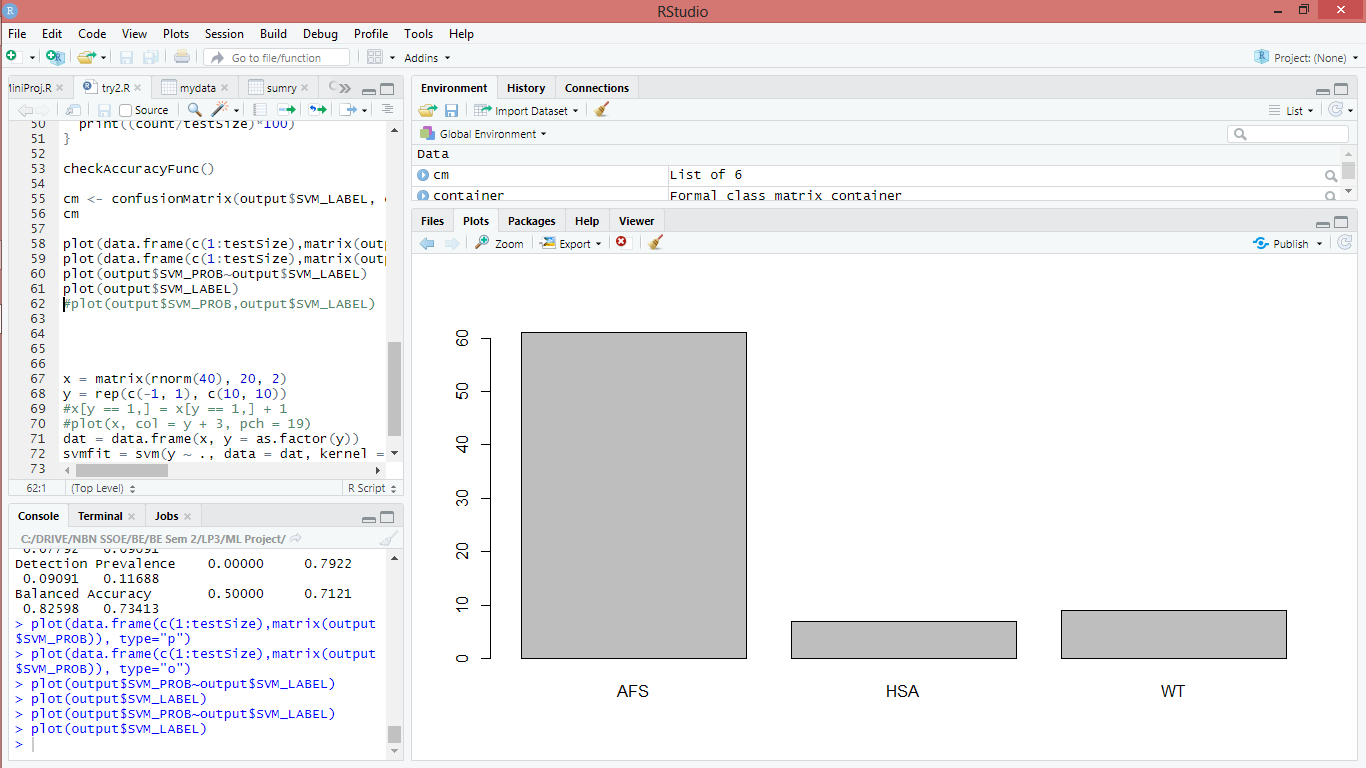 RStudio
File Edit Code View Plots Session Build Debug Profile Tools Help
Go to file/function Addins Project: (None)
MiniProj.R try2.R mydata sumry
Source
50 print((count/testSize)*100)
51 }
52
53 checkAccuracyFunc()
54
55 cm <- confusionMatrix(output$SVM_LABEL,
56 cm
57
58 plot(data.frame(c(1:testSize),matrix(out
59 plot(data.frame(c(1:testSize),matrix(out
60 plot(output$SVM_PROB~output$SVM_LABEL)
61 plot(output$SVM_LABEL)
62 #plot(output$SVM_PROB,output$SVM_LABEL)
63
64
65
66
67 x = matrix(rnorm(40), 20, 2)
68 y = rep(c(-1, 1), c(10, 10))
69 #x[y == 1,] = x[y == 1,] + 1
70 #plot(x, col = y + 3, pch = 19)
71 dat = data.frame(x, y = as.factor(y))
72 svmfit = svm(y ~ ., data = dat, kernel =
73
62:1 (Top Level) R Script
Console Terminal Jobs
C:/DRIVE/NBN SSOE/BE/BE Sem 2/LP3/ML Project/
0.07792 0.09091
Detection Prevalence 0.00000 0.7922
0.09091 0.11688
Balanced Accuracy 0.50000 0.7121
0.82598 0.73413
> plot(data.frame(c(1:testSize),matrix(output
$SVM_PROB)), type="p")
> plot(data.frame(c(1:testSize),matrix(output
$SVM_PROB)), type="o")
> plot(output$SVM_PROB~output$SVM_LABEL)
> plot(output$SVM_LABEL)
> plot(output$SVM_PROB~output$SVM_LABEL)
> plot(output$SVM_LABEL)
>
Environment History Connections
Import Dataset List
Global Environment
Data
cm List of 6
container Formal class matrix container
Files Plots Packages Help Viewer
Zoom Export Publish
60
50
40
30
20
10
0
AFS HSA WT